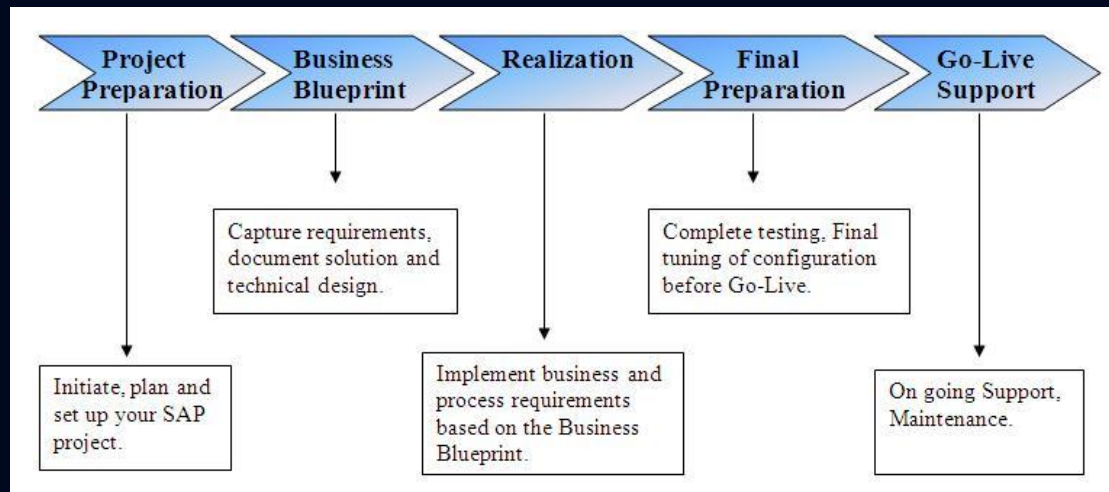 Project
Preparation
Business
Blueprint
Realization
Final
Preparation
Go-Live
Support
Capture requirements,
document solution and
technical design.
Complete testing, Final
tuning of configuration
before Go-Live.
Initiate, plan and
set up your SAP
project.
Implement business and
process requirements
based on the Business
Blueprint.
On going Support,
Maintenance.